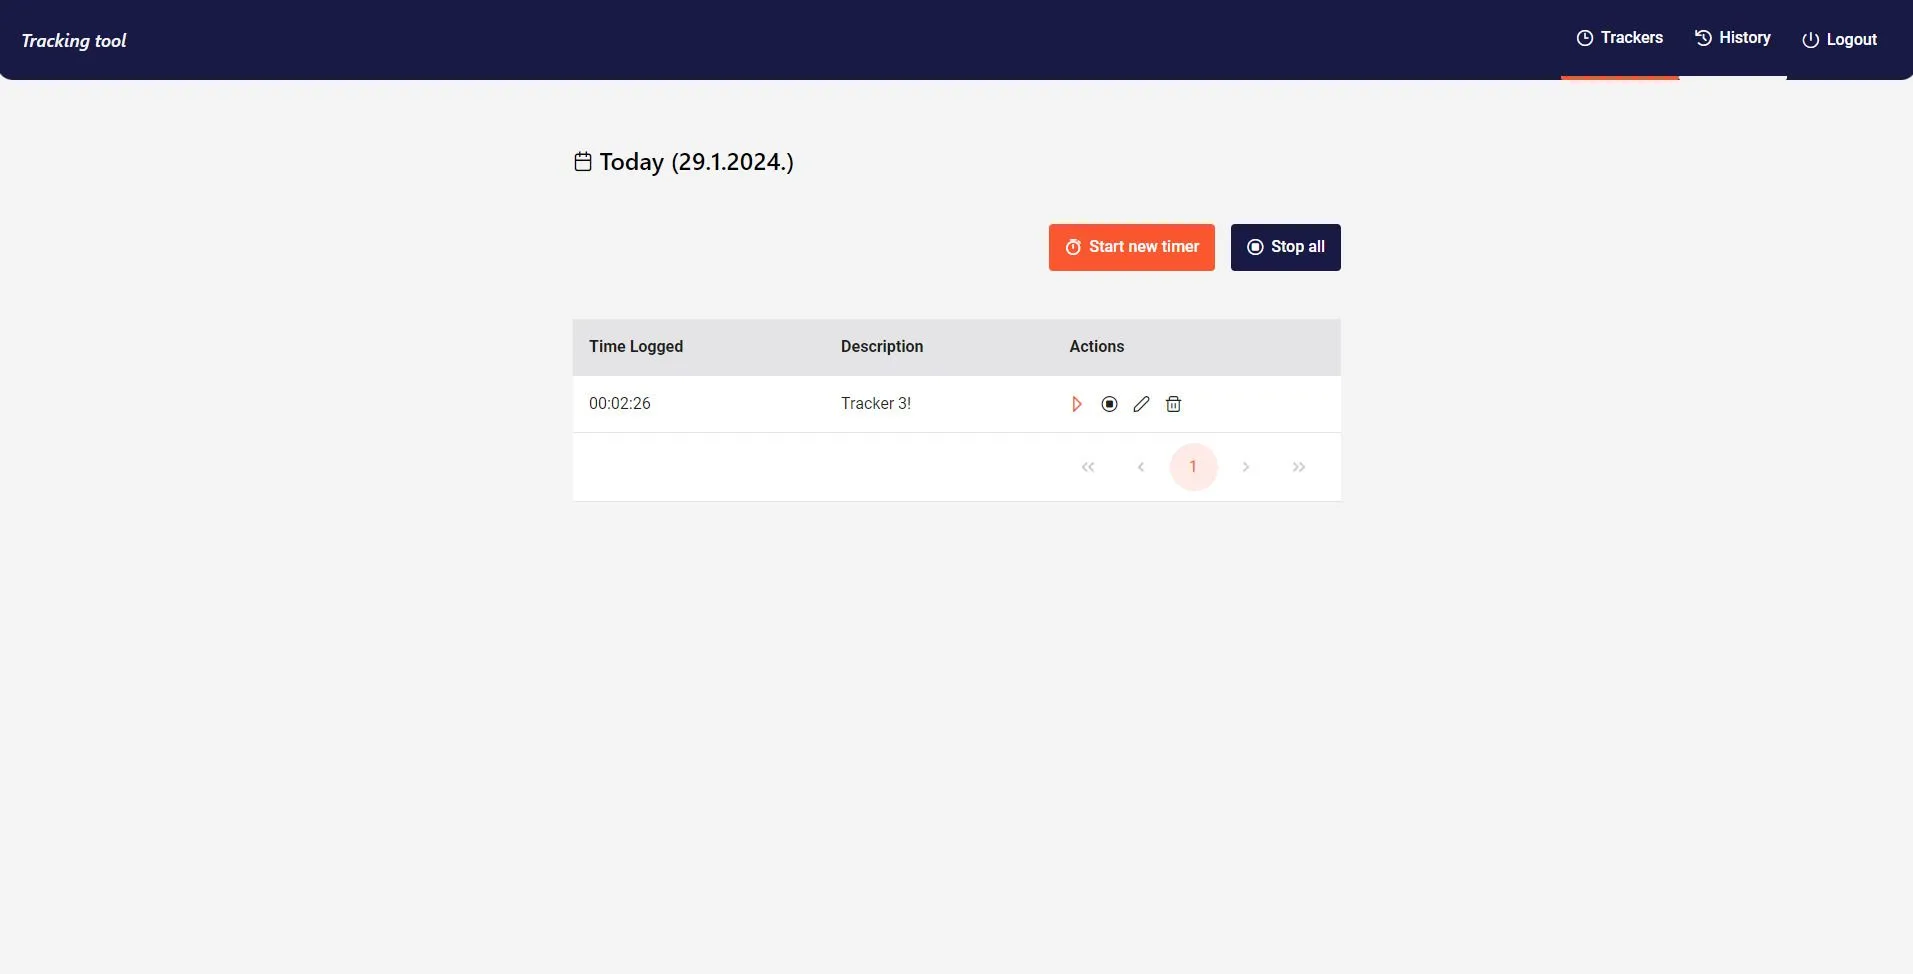 Tracking tool
Trackers
History
Logout
Today (29.1.2024.)
Start new timer
Stop all
Time Logged Description Actions
00:02:26 Tracker 3!
1